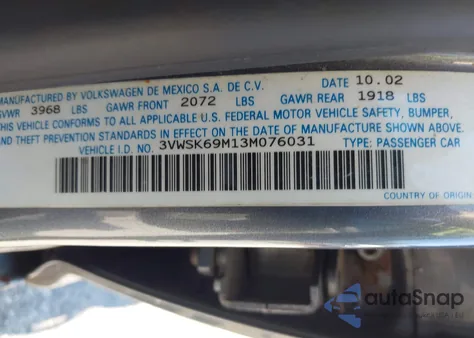 MANUFACTURED BY VOLKSWAGEN DE MEXICO S.A. DE C.V. DATE 10.02
GVWR 3968 LBS GAWR FRONT 2072 LBS GAWR REAR 1918 LBS
THIS VEHICLE CONFORMS TO ALL APPLICABLE U.S. FEDERAL MOTOR VEHICLE SAFETY, BUMPER,
AND THEFT PREVENTION STANDARDS IN EFFECT ON THE DATE OF MANUFACTURE SHOWN ABOVE.
VEHICLE I.D. NO. 3VWSK69M13M076031 TYPE: PASSENGER CAR
COUNTRY OF ORIGIN
autoSnap